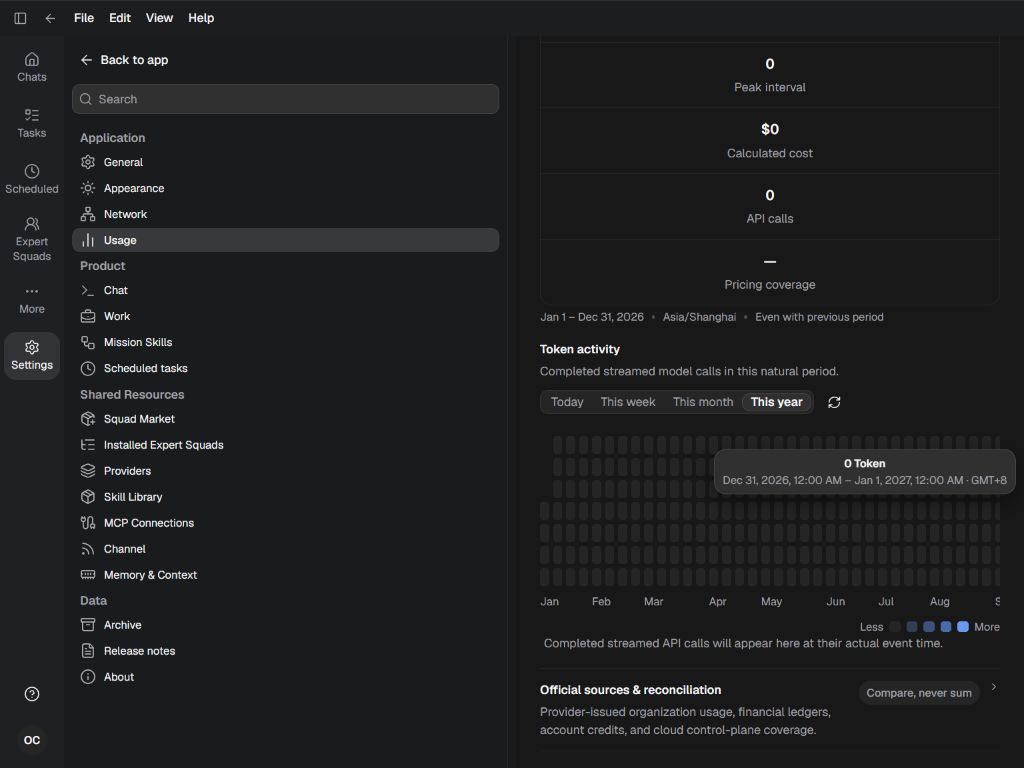 File Edit View Help
Chats
Tasks
Scheduled
Expert
Squads
More
Settings
OC
Back to app
Search
Application
General
Appearance
Network
Usage
Product
Chat
Work
Mission Skills
Scheduled tasks
Shared Resources
Squad Market
Installed Expert Squads
Providers
Skill Library
MCP Connections
Channel
Memory & Context
Data
Archive
Release notes
About
0
Peak interval
$0
Calculated cost
0
API calls
—
Pricing coverage
Jan 1 – Dec 31, 2026 • Asia/Shanghai • Even with previous period
Token activity
Completed streamed model calls in this natural period.
Today This week This month This year
0 Token
Dec 31, 2026, 12:00 AM – Jan 1, 2027, 12:00 AM · GMT+8
Jan Feb Mar Apr May Jun Jul Aug S
Less More
Completed streamed API calls will appear here at their actual event time.
Official sources & reconciliation
Compare, never sum
Provider-issued organization usage, financial ledgers,
account credits, and cloud control-plane coverage.